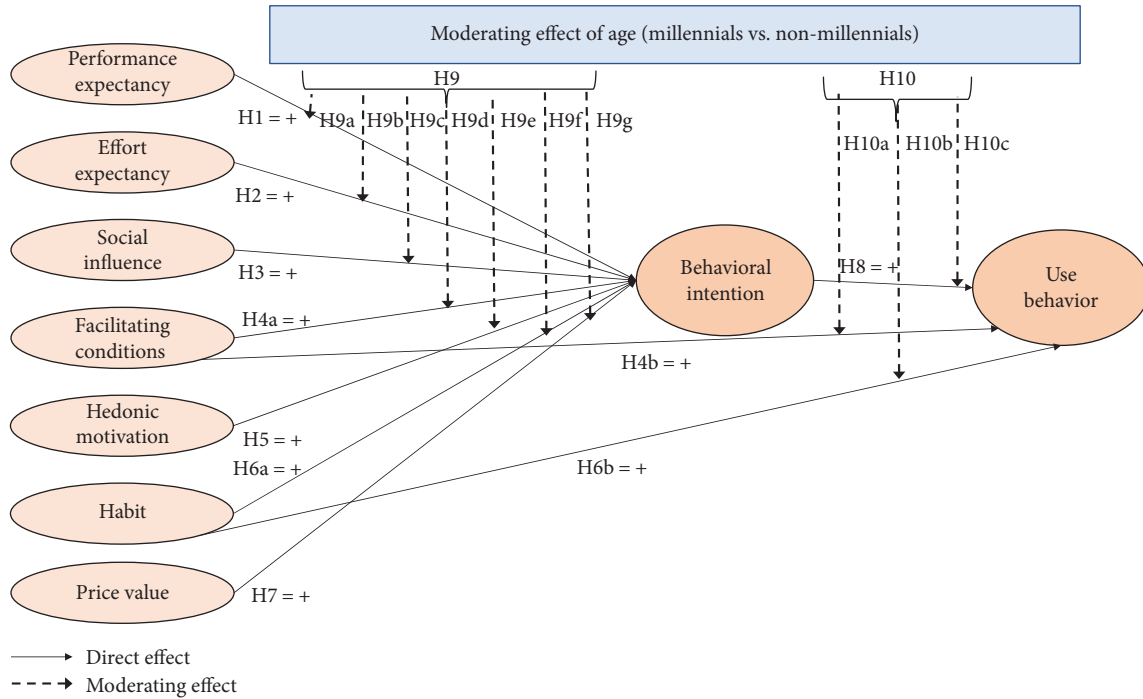 Moderating effect of age (millennials vs. non-millennials)
Performance
expectancy
H9
H10
H1 = +
H9a
H9b
H9c
H9d
H9e
H9f
H9g
H10a
H10b
H10c
Effort
expectancy
H2 = +
Social
influence
H3 = +
Behavioral
intention
H8 = +
Use
behavior
Facilitating
conditions
H4a = +
H4b = +
Hedonic
motivation
H5 = +
H6a = +
H6b = +
Habit
Price value
H7 = +
Direct effect
Moderating effect